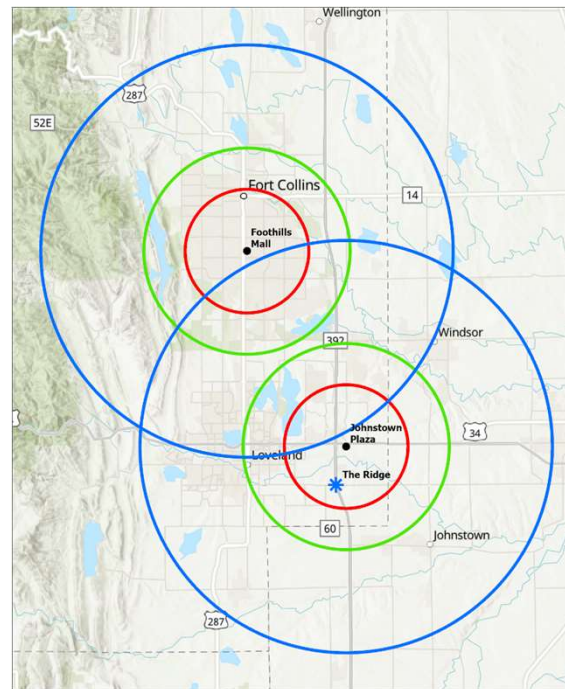 Wellington
287
52E
Fort Collins
14
Foothills
Mall
Windsor
392
34
Johnstown
Plaza
Loveland
The Ridge
60
Johnstown
287